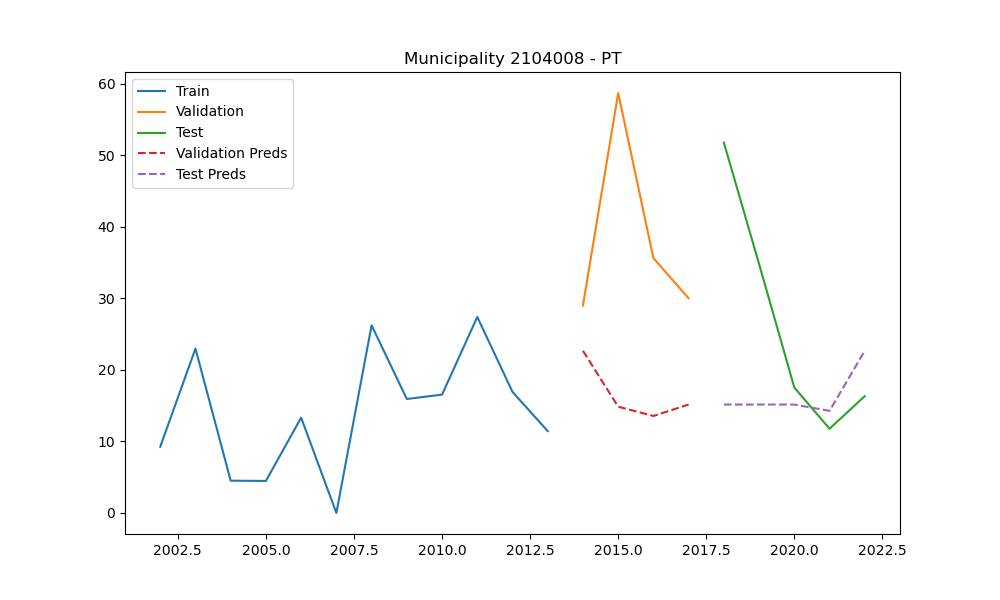 Municipality 2104008 - PT
Train
Validation
Test
Validation Preds
Test Preds
60
50
40
30
20
10
0
2002.5 2005.0 2007.5 2010.0 2012.5 2015.0 2017.5 2020.0 2022.5